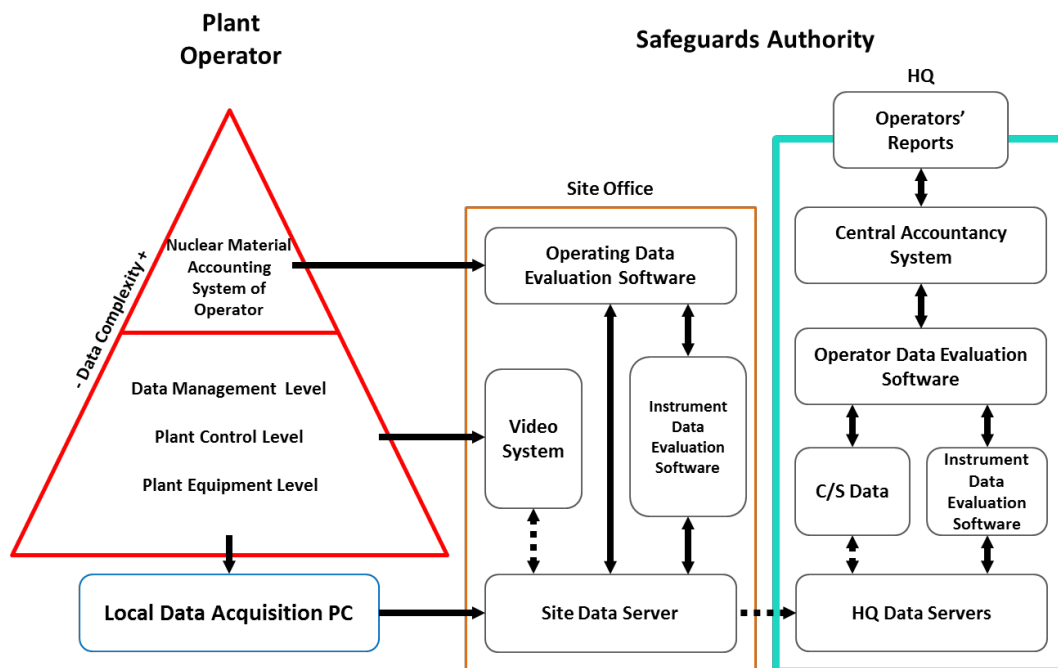 Plant
Operator
Safeguards Authority
HQ
Operators'
Reports
Site Office
Nuclear Material
Accounting
System of
Operator
- Data Complexity +
Operating Data
Evaluation Software
Central Accountancy
System
Data Management Level
Plant Control Level
Plant Equipment Level
Video
System
Instrument
Data
Evaluation
Software
Operator Data Evaluation
Software
C/S Data
Instrument
Data
Evaluation
Software
Local Data Acquisition PC
Site Data Server
HQ Data Servers